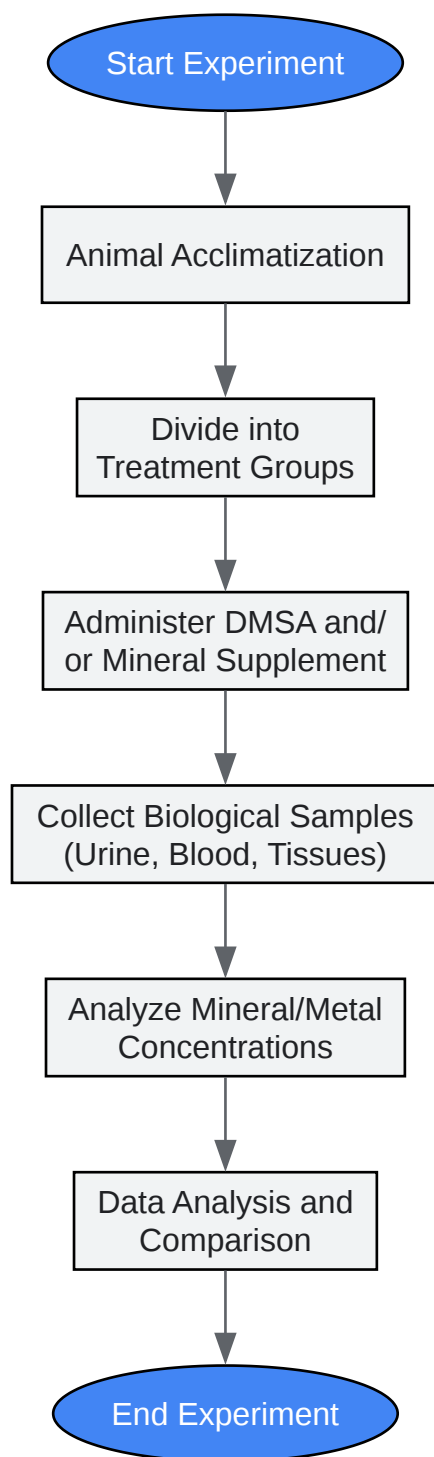 Start Experiment
Animal Acclimatization
Divide into
Treatment Groups
Administer DMSA and/
or Mineral Supplement
Collect Biological Samples
(Urine, Blood, Tissues)
Analyze Mineral/Metal
Concentrations
Data Analysis and
Comparison
End Experiment